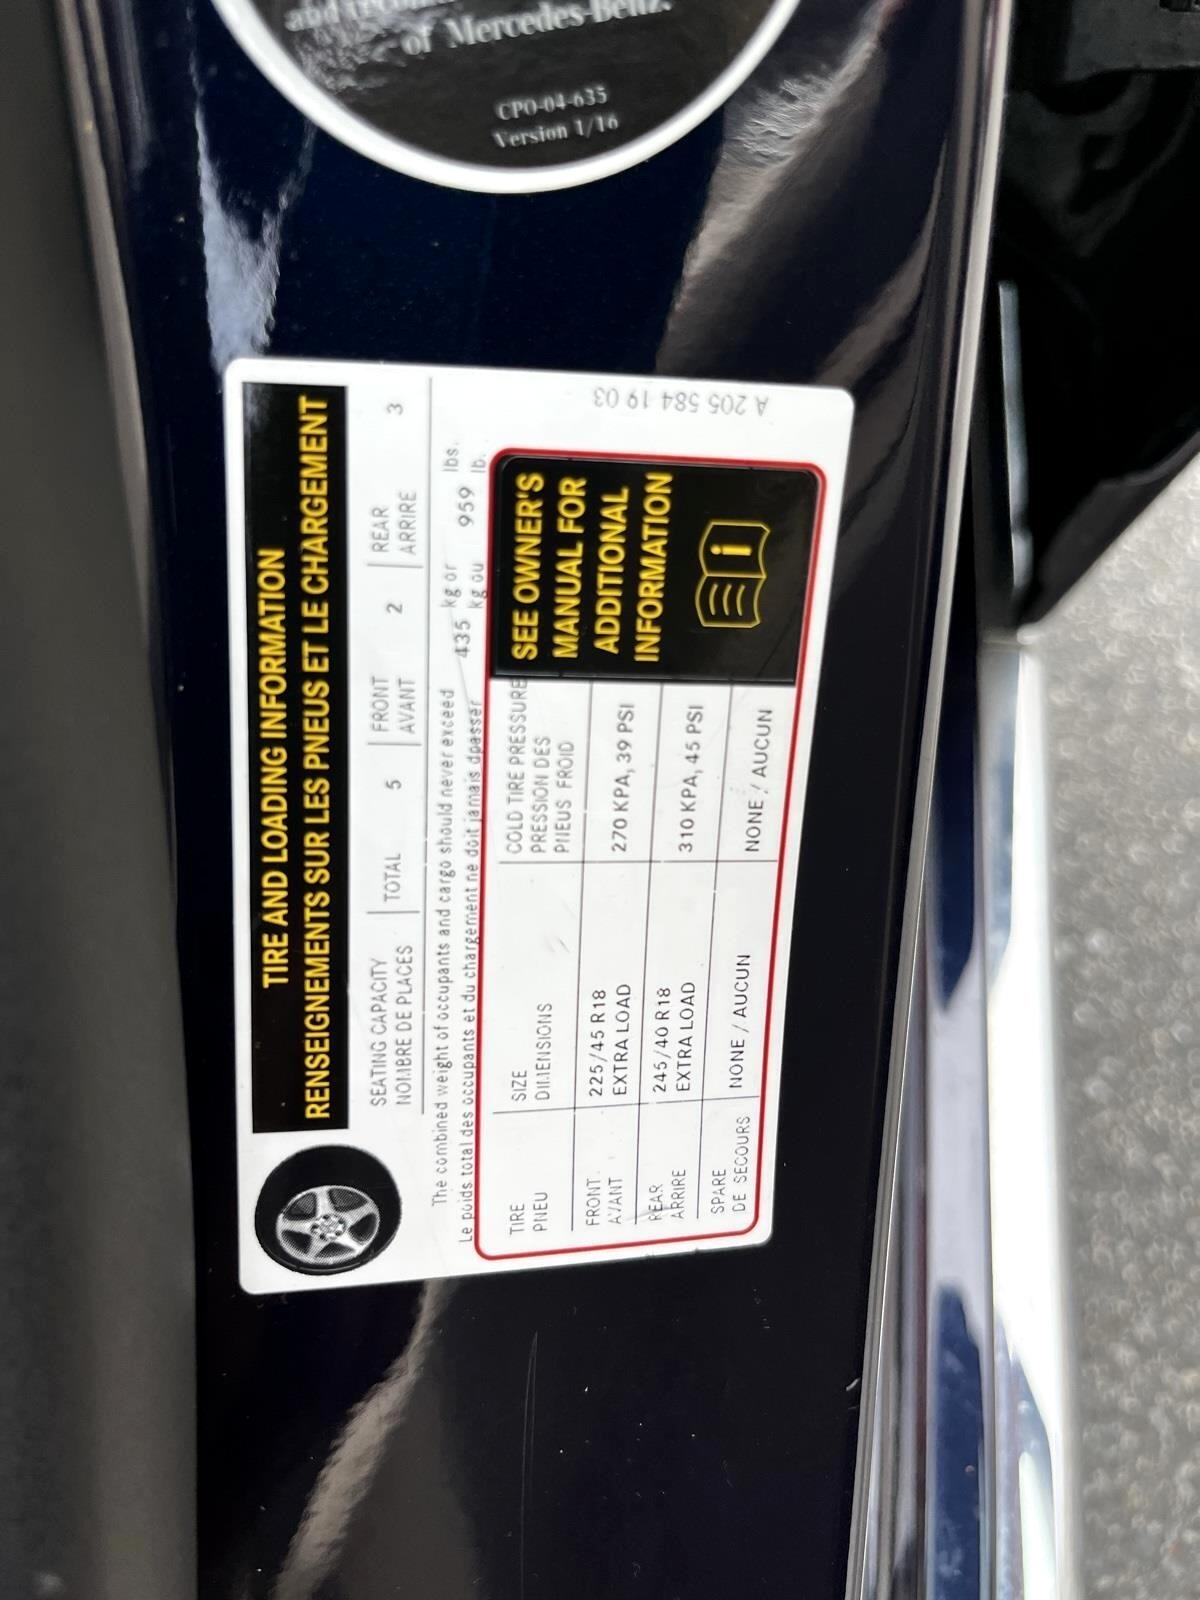 of Mercedes-Benz.
CPO-04-635
Version 1/16
TIRE AND LOADING INFORMATION
RENSEIGNEMENTS SUR LES PNEUS ET LE CHARGEMENT
SEATING CAPACITY TOTAL 5 FRONT 2 REAR 3
NOMBRE DE PLACES AVANT ARRIRE
The combined weight of occupants and cargo should never exceed 435 kg or 959 lbs.
Le poids total des occupants et du chargement ne doit jamais dpasser kg ou lb.
TIRE SIZE COLD TIRE PRESSURE
PNEU DIMENSIONS PRESSION DES
PNEUS FROID
FRONT 225/45 R18 270 KPA, 39 PSI
AVANT EXTRA LOAD
REAR 245/40 R18 310 KPA, 45 PSI
ARRIRE EXTRA LOAD
SPARE NONE / AUCUN NONE / AUCUN
DE SECOURS
SEE OWNER'S
MANUAL FOR
ADDITIONAL
INFORMATION
i
A 205 584 19 03